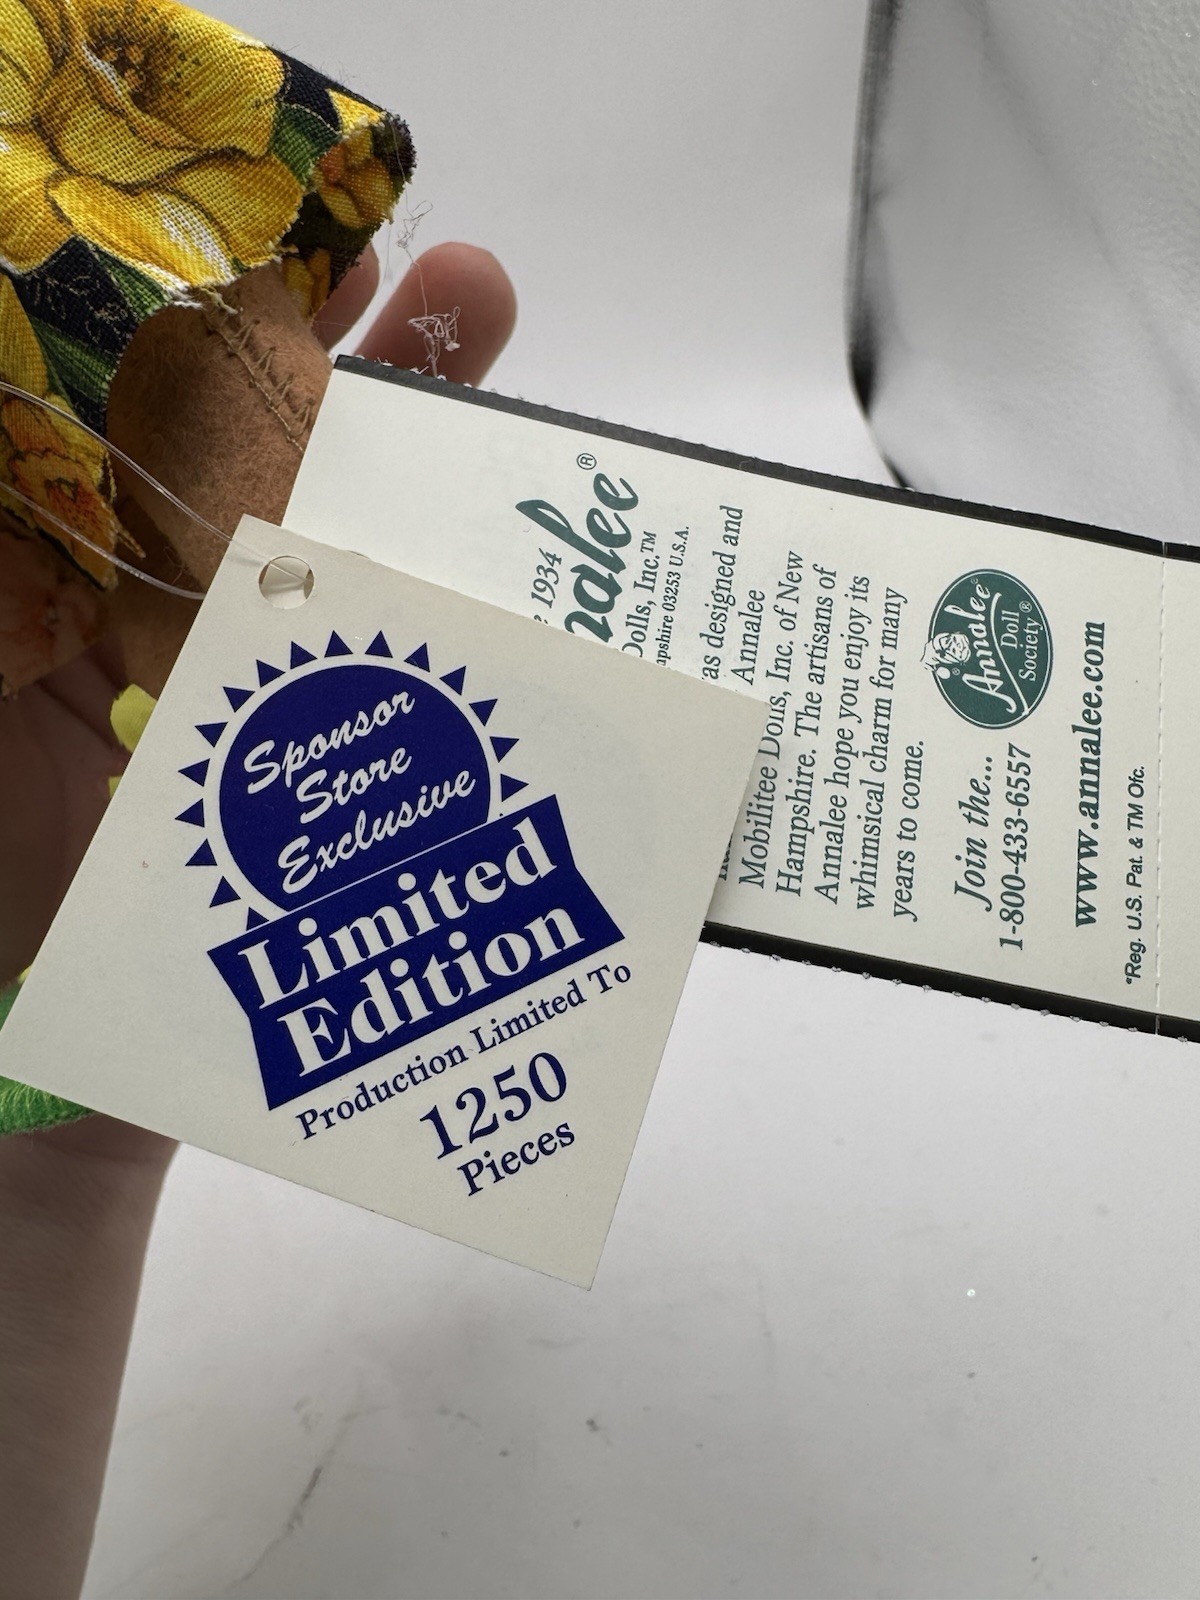 Sponsor
Store
Exclusive
Limited
Edition
Production Limited To
1250
Pieces
1934
nalee®
Dolls, Inc.™
03253 U.S.A.
as designed and
Annalee
Mobilitee Dolls, Inc. of New
Hampshire. The artisans of
Annalee hope you enjoy its
whimsical charm for many
years to come.
Join the...
Annalee®
Doll
Society®
1-800-433-6557
www.annalee.com
*Reg. U.S. Pat. & TM Ofc.